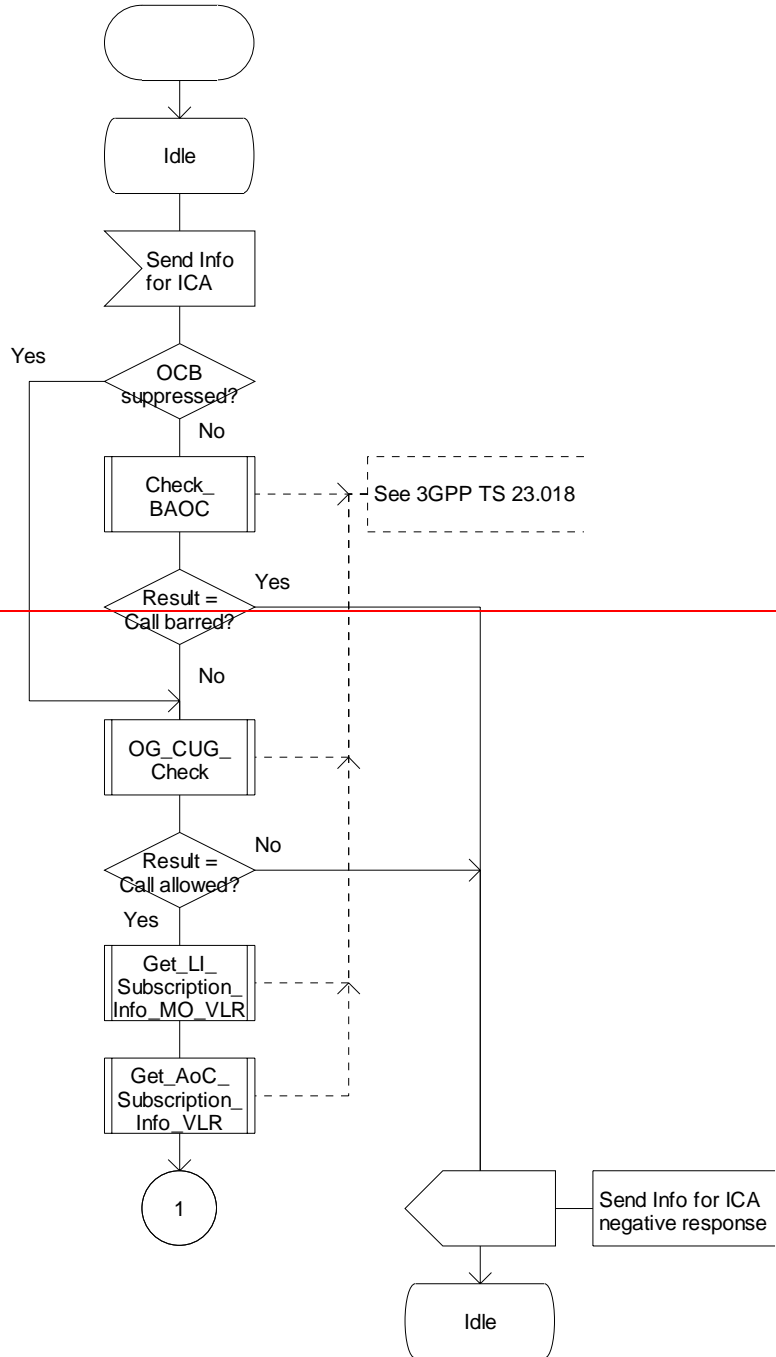 Idle
Send Info
for ICA
Yes
OCB
suppressed?
No
Check_
BAOC
See 3GPP TS 23.018
Result =
Call barred?
Yes
No
OG_CUG_
Check
Result =
Call allowed?
No
Yes
Get_LI_
Subscription_
Info_MO_VLR
Get_AoC_
Subscription_
Info_VLR
1
Send Info for ICA
negative response
Idle